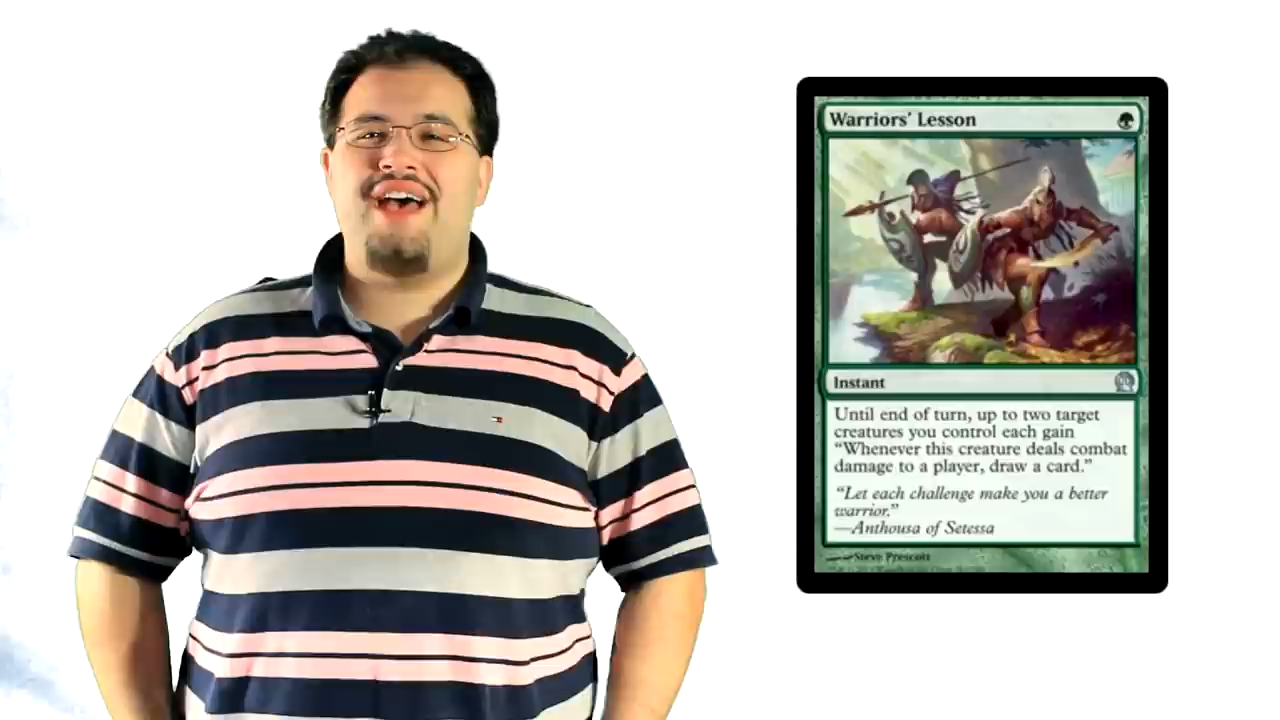 Warriors' Lesson
Instant
Until end of turn, up to two target
creatures you control each gain
“Whenever this creature deals combat
damage to a player, draw a card.”
“Let each challenge make you a better
warrior.”
—Anthousa of Setessa
Steve Prescott